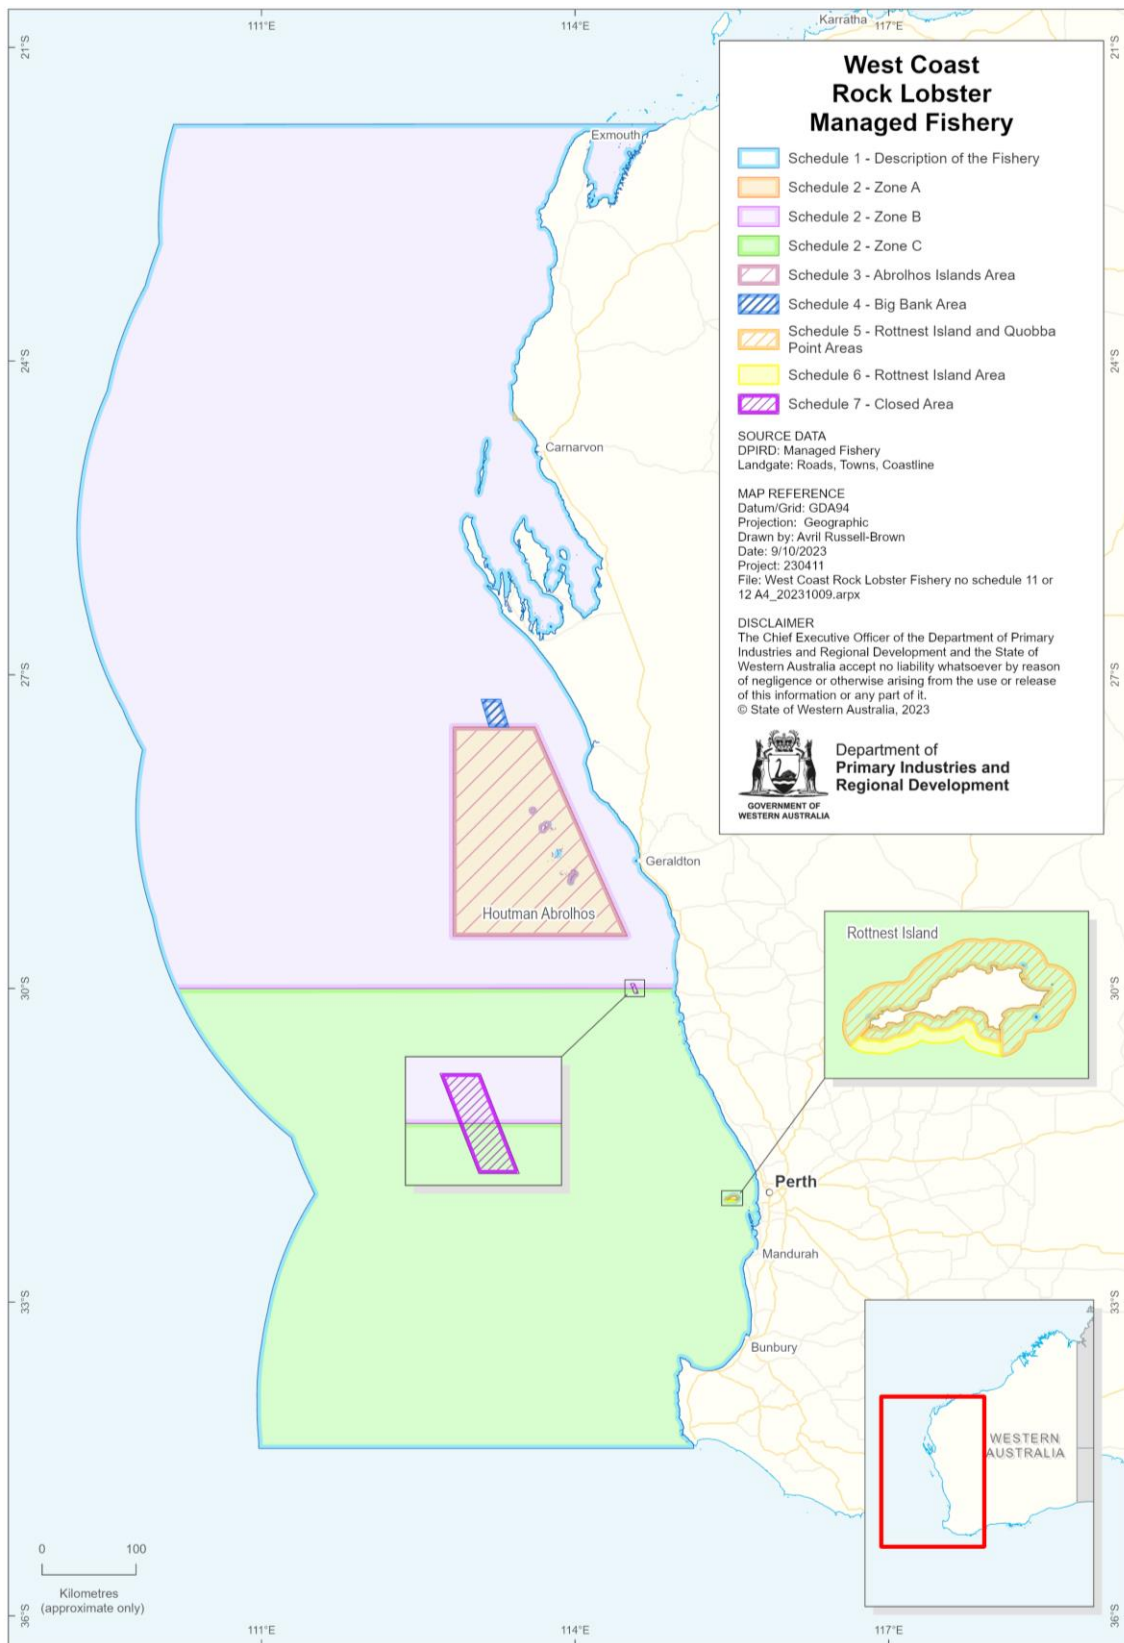 111°E
114°E
117°E
Karratha
21°S
21°S
West Coast
Rock Lobster
Managed Fishery
Schedule 1 - Description of the Fishery
Schedule 2 - Zone A
Schedule 2 - Zone B
Schedule 2 - Zone C
Schedule 3 - Abrolhos Islands Area
Schedule 4 - Big Bank Area
Schedule 5 - Rottnest Island and Quobba
Point Areas
Schedule 6 - Rottnest Island Area
Schedule 7 - Closed Area
SOURCE DATA
DPIRD: Managed Fishery
Landgate: Roads, Towns, Coastline
MAP REFERENCE
Datum/Grid: GDA94
Projection: Geographic
Drawn by: Avril Russell-Brown
Date: 9/10/2023
Project: 230411
File: West Coast Rock Lobster Fishery no schedule 11 or
12 A4_20231009.arpx
DISCLAIMER
The Chief Executive Officer of the Department of Primary
Industries and Regional Development and the State of
Western Australia accept no liability whatsoever by reason
of negligence or otherwise arising from the use or release
of this information or any part of it.
© State of Western Australia, 2023
GOVERNMENT OF
WESTERN AUSTRALIA
Department of
Primary Industries and
Regional Development
Exmouth
24°S
24°S
Carnarvon
27°S
27°S
Geraldton
Houtman Abrolhos
Rottnest Island
30°S
30°S
Perth
Mandurah
33°S
33°S
Bunbury
WESTERN
AUSTRALIA
0
100
Kilometres
(approximate only)
36°S
36°S
111°E
114°E
117°E